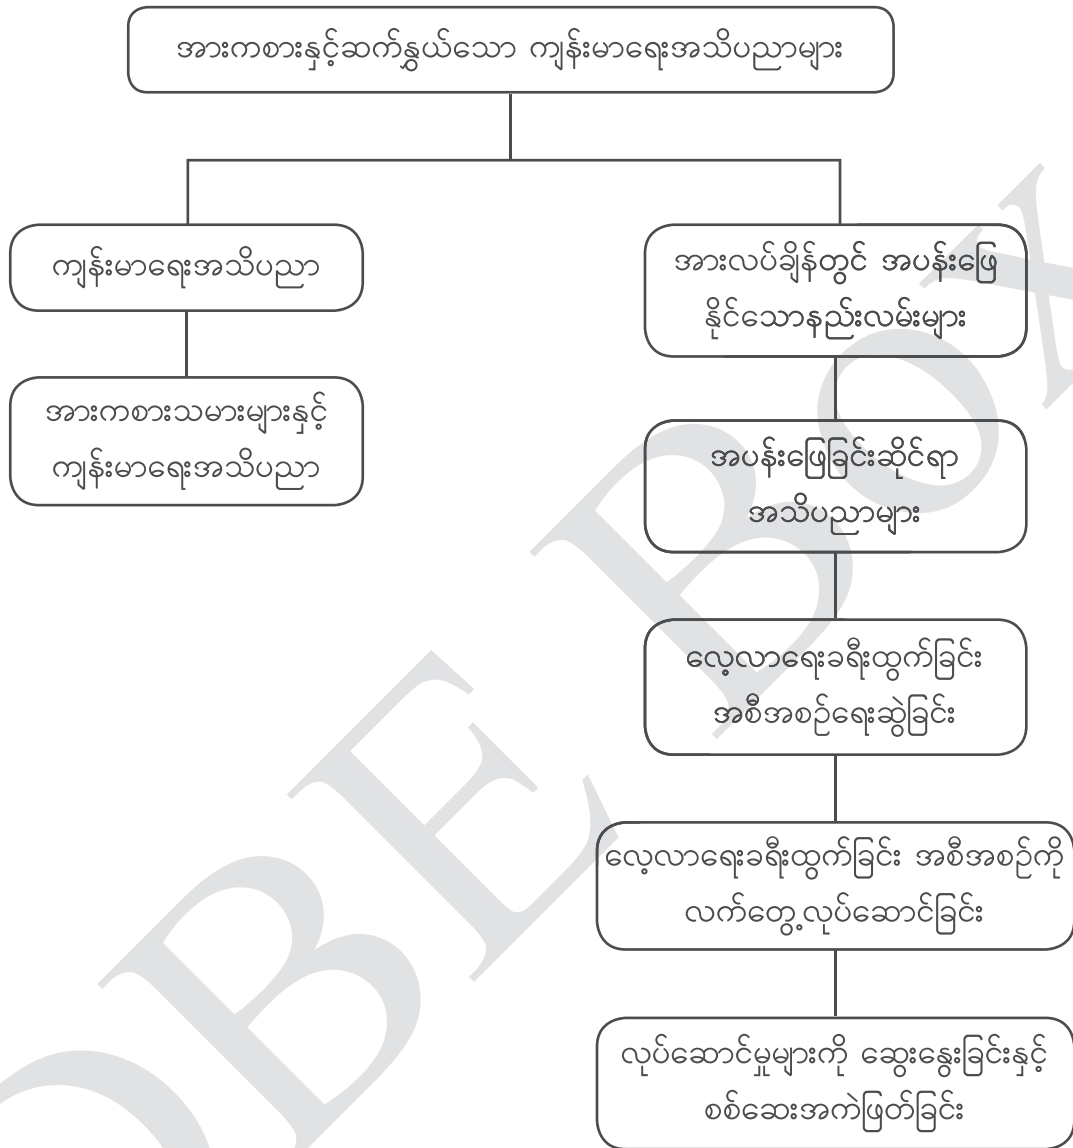 အားကစားနှင့်ဆက်နွှယ်သော ကျန်းမာရေးအသိပညာများ
ကျန်းမာရေးအသိပညာ
အားကစားသမားများနှင့်
ကျန်းမာရေးအသိပညာ
အားလပ်ချိန်တွင် အပန်းဖြေ
နိုင်သောနည်းလမ်းများ
အပန်းဖြေခြင်းဆိုင်ရာ
အသိပညာများ
လေ့လာရေးခရီးထွက်ခြင်း
အစီအစဉ်ရေးဆွဲခြင်း
လေ့လာရေးခရီးထွက်ခြင်း အစီအစဉ်ကို
လက်တွေ့လုပ်ဆောင်ခြင်း
လုပ်ဆောင်မှုများကို ဆွေးနွေးခြင်းနှင့်
စစ်ဆေးအကဲဖြတ်ခြင်း
OBE BOX